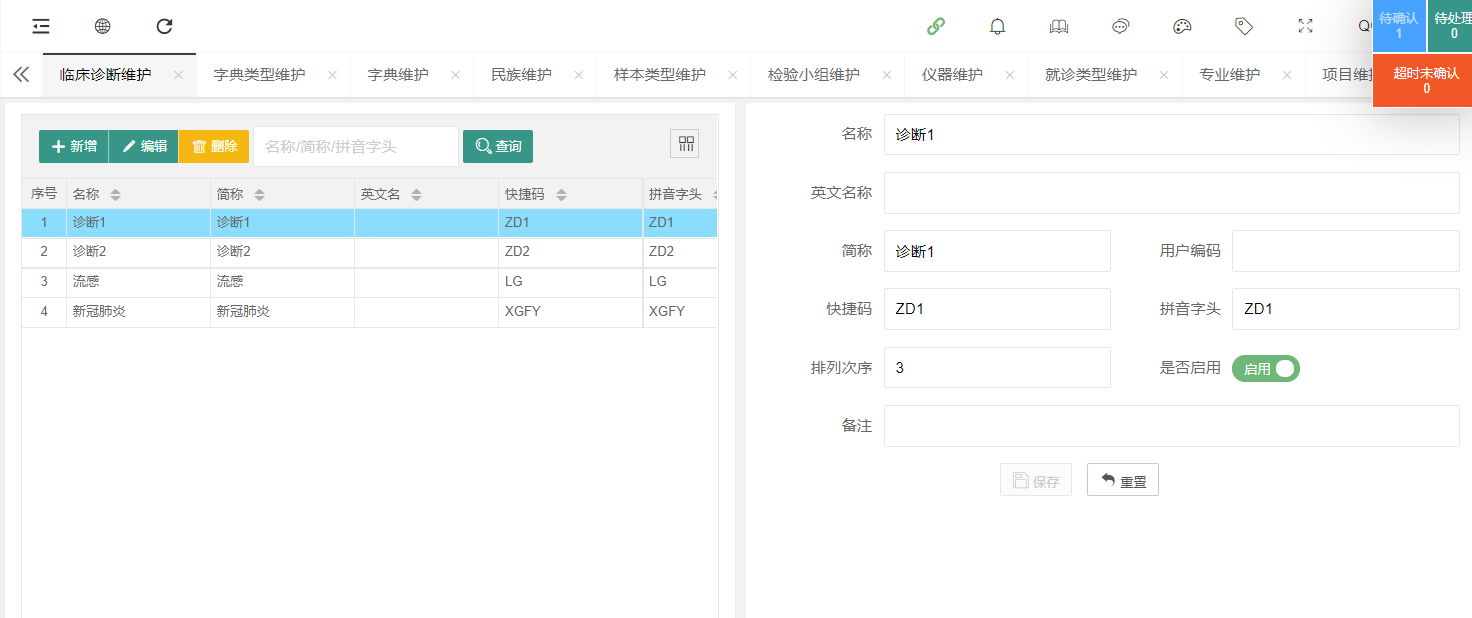 Q
待确认
1
待处理
0
超时未确认
0
临床诊断维护
字典类型维护
字典维护
民族维护
样本类型维护
检验小组维护
仪器维护
就诊类型维护
专业维护
项目维
新增
编辑
删除
名称/简称/拼音字头
查询
序号 名称 简称 英文名 快捷码 拼音字头
1 诊断1 诊断1 ZD1 ZD1
2 诊断2 诊断2 ZD2 ZD2
3 流感 流感 LG LG
4 新冠肺炎 新冠肺炎 XGFY XGFY
名称 诊断1
英文名称
简称 诊断1 用户编码
快捷码 ZD1 拼音字头 ZD1
排列次序 3 是否启用 启用
备注
保存 重置